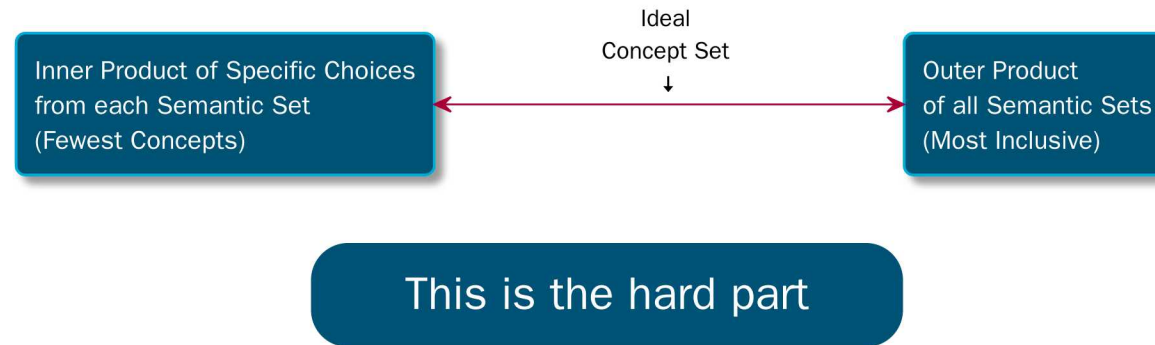 Ideal
Concept Set
Inner Product of Specific Choices
from each Semantic Set
(Fewest Concepts)
Outer Product
of all Semantic Sets
(Most Inclusive)
This is the hard part